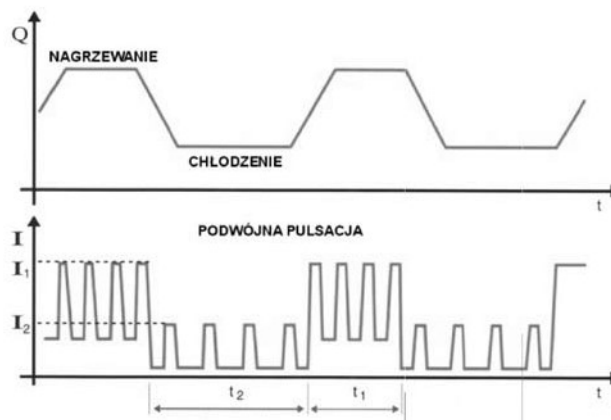 Q
NAGRZEWANIE
CHŁODZENIE
t
I
PODWÓJNA PULSACJA
I1
I2
t2
t1
t